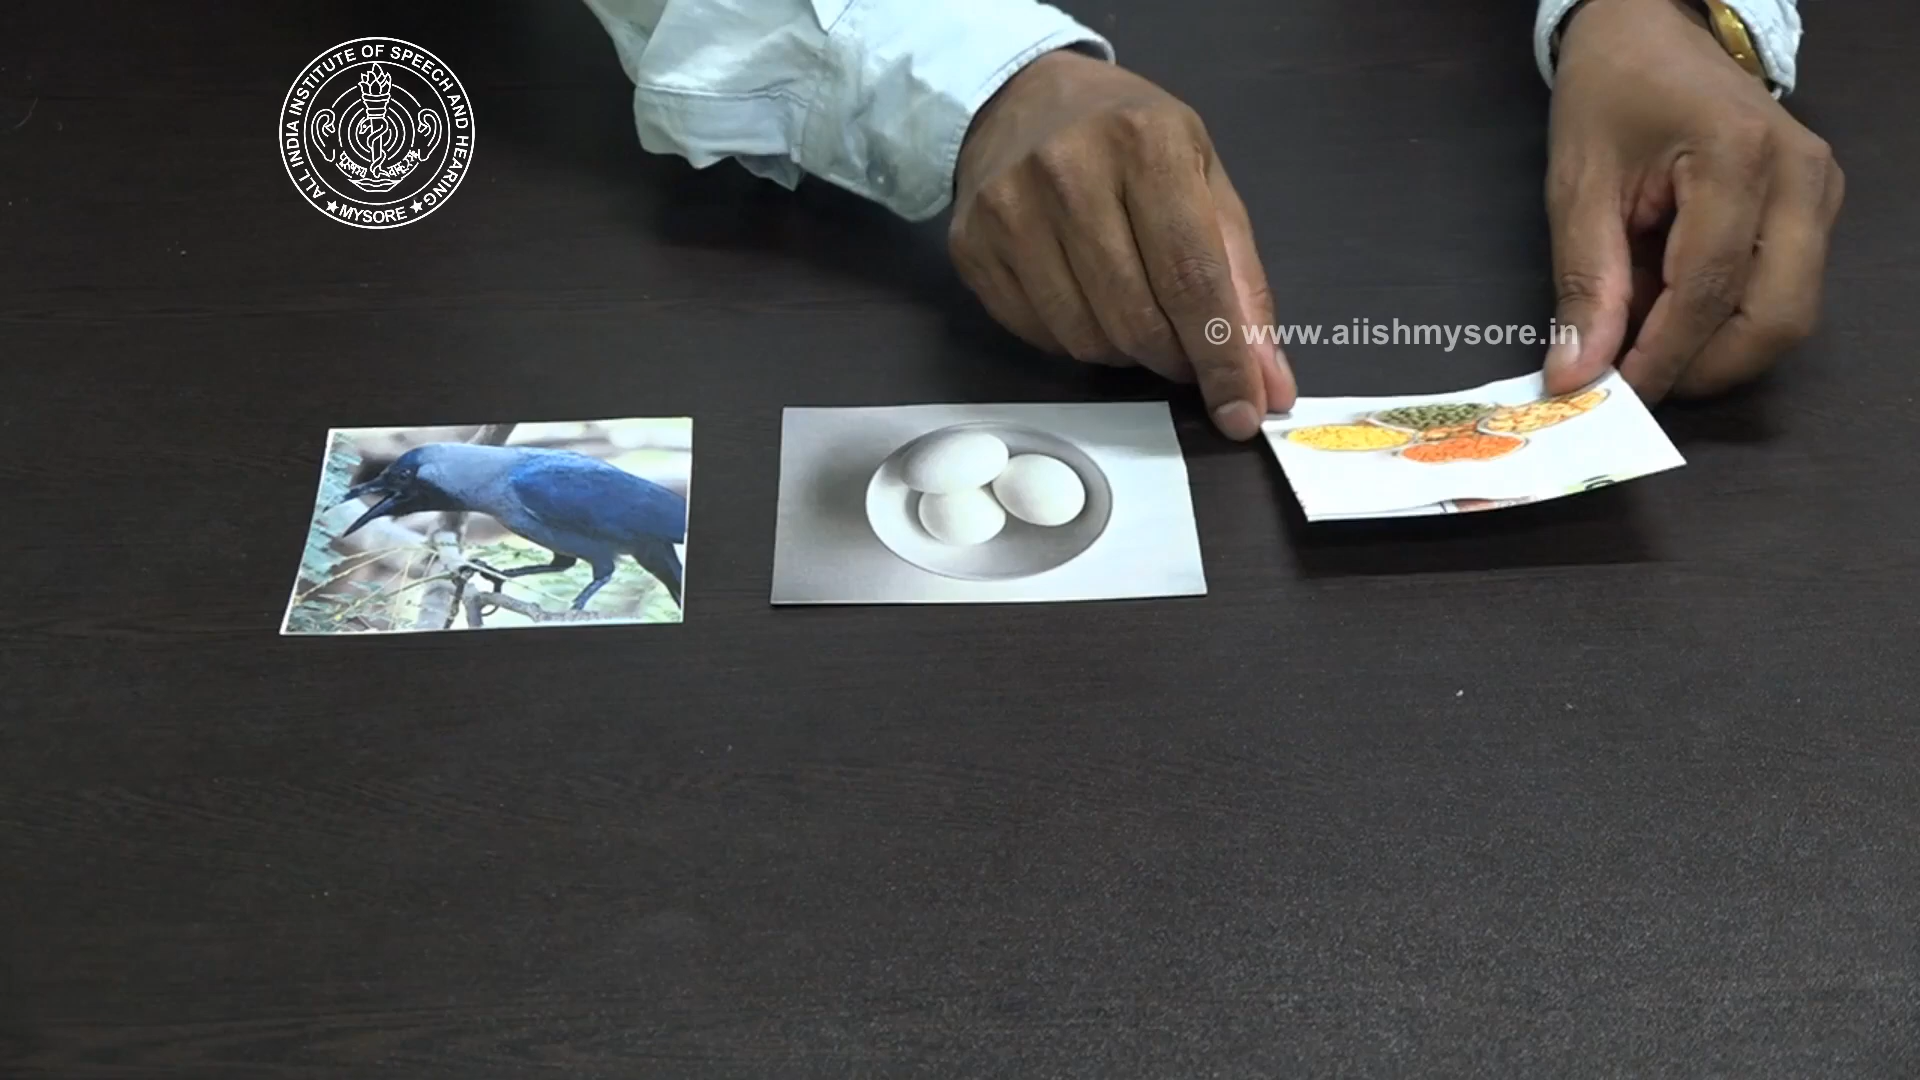 ALL INDIA INSTITUTE OF SPEECH AND HEARING
★ MYSORE ★
© www.aiishmysore.in